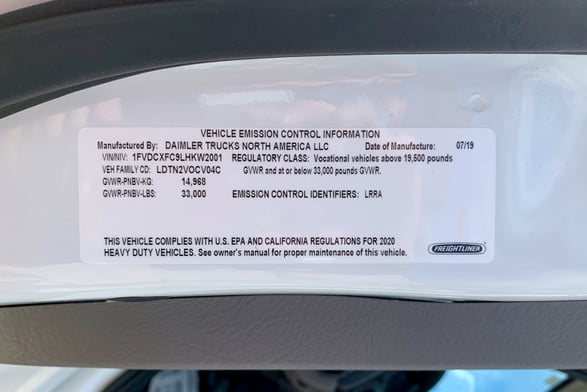 VEHICLE EMISSION CONTROL INFORMATION
Manufactured By: DAIMLER TRUCKS NORTH AMERICA LLC Date of Manufacture: 07/19
VIN/NIV: 1FVDCXFC9LHKW2001 REGULATORY CLASS: Vocational vehicles above 19,500 pounds
VEH FAMILY CD: LDTN2VOCV04C GVWR and at or below 33,000 pounds GVWR.
GVWR-PNBV-KG: 14,968
GVWR-PNBV-LBS: 33,000 EMISSION CONTROL IDENTIFIERS: LRRA
THIS VEHICLE COMPLIES WITH U.S. EPA AND CALIFORNIA REGULATIONS FOR 2020
HEAVY DUTY VEHICLES. See owner's manual for proper maintenance of this vehicle.
FREIGHTLINER